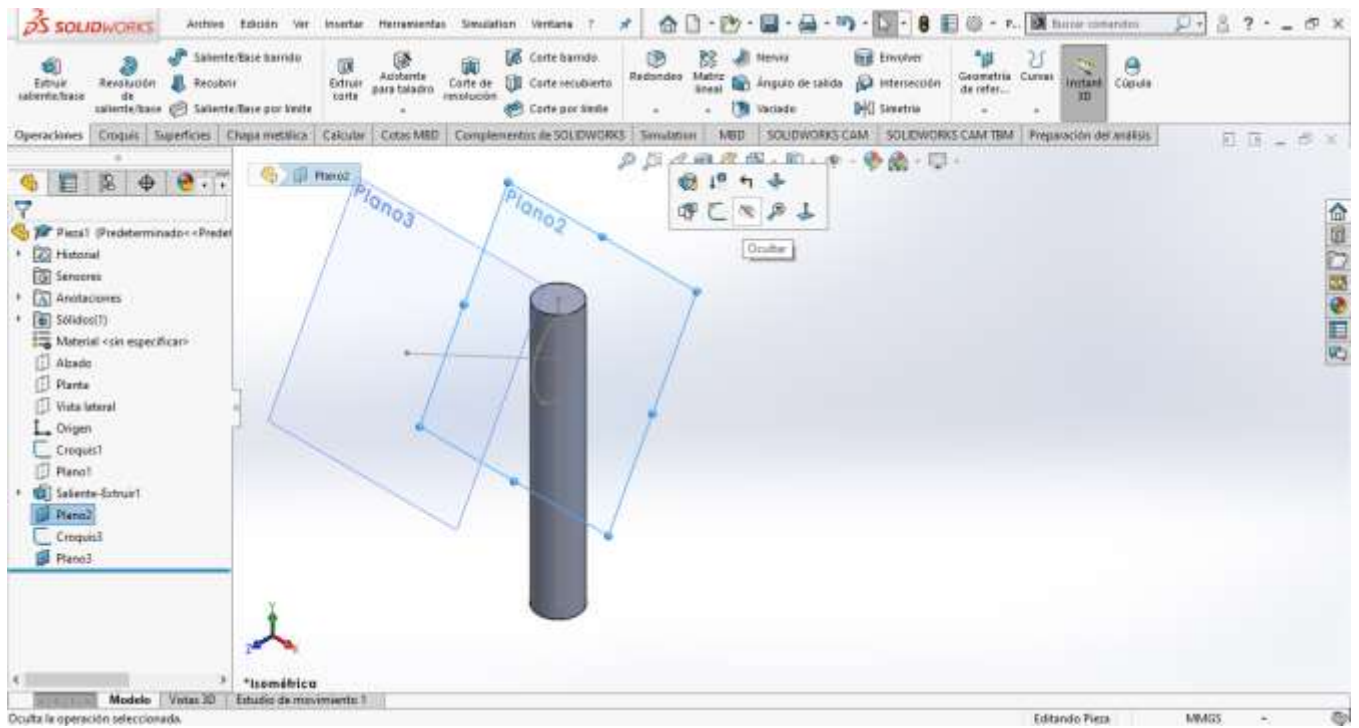 SOLIDWORKS Archivo Edición Ver Insertar Herramientas Simulation Ventana ? P... Buscar comandos ?
Extruir saliente/base
Revolución de saliente/base
Saliente/Base barrido
Recubrir
Saliente/Base por límite
Extruir corte
Asistente para taladro
Corte de revolución
Corte barrido
Corte recubierto
Corte por límite
Redondeo
Matriz lineal
Nervio
Ángulo de salida
Vaciado
Envolver
Intersección
Simetría
Geometría de refer...
Curvas
Instant 3D
Cúpula
Operaciones Croquis Superficies Chapa metálica Calcular Cotas MBD Complementos de SOLIDWORKS Simulation MBD SOLIDWORKS CAM SOLIDWORKS CAM TBM Preparación del análisis
Plano2
Plano3
Plano2
Ocultar
Pieza1 (Predeterminado<<Predet
Historial
Sensores
Anotaciones
Sólidos(1)
Material <sin especificar>
Alzado
Planta
Vista lateral
Origen
Croquis1
Plano1
Saliente-Extruir1
Plano2
Croquis3
Plano3
Y
Z
X
*Isométrica
Modelo Vistas 3D Estudio de movimiento 1
Oculta la operación seleccionada. Editando Pieza MMGS